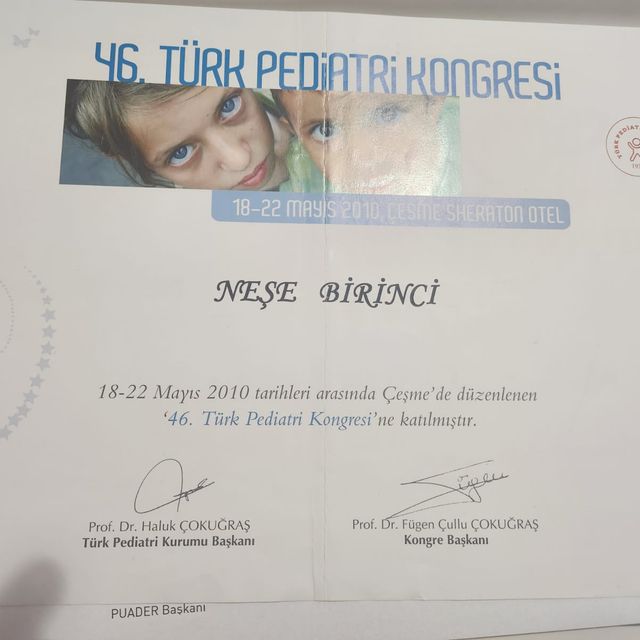 46. TÜRK PEDİATRİ KONGRESİ
18-22 MAYIS 2010, ÇEŞME SHERATON OTEL
NEŞE BİRİNCİ
18-22 Mayıs 2010 tarihleri arasında Çeşme'de düzenlenen
'46. Türk Pediatri Kongresi'ne katılmıştır.
Prof. Dr. Haluk ÇOKUĞRAŞ
Türk Pediatri Kurumu Başkanı
Prof. Dr. Fügen Çullu ÇOKUĞRAŞ
Kongre Başkanı
PUADER Başkanı